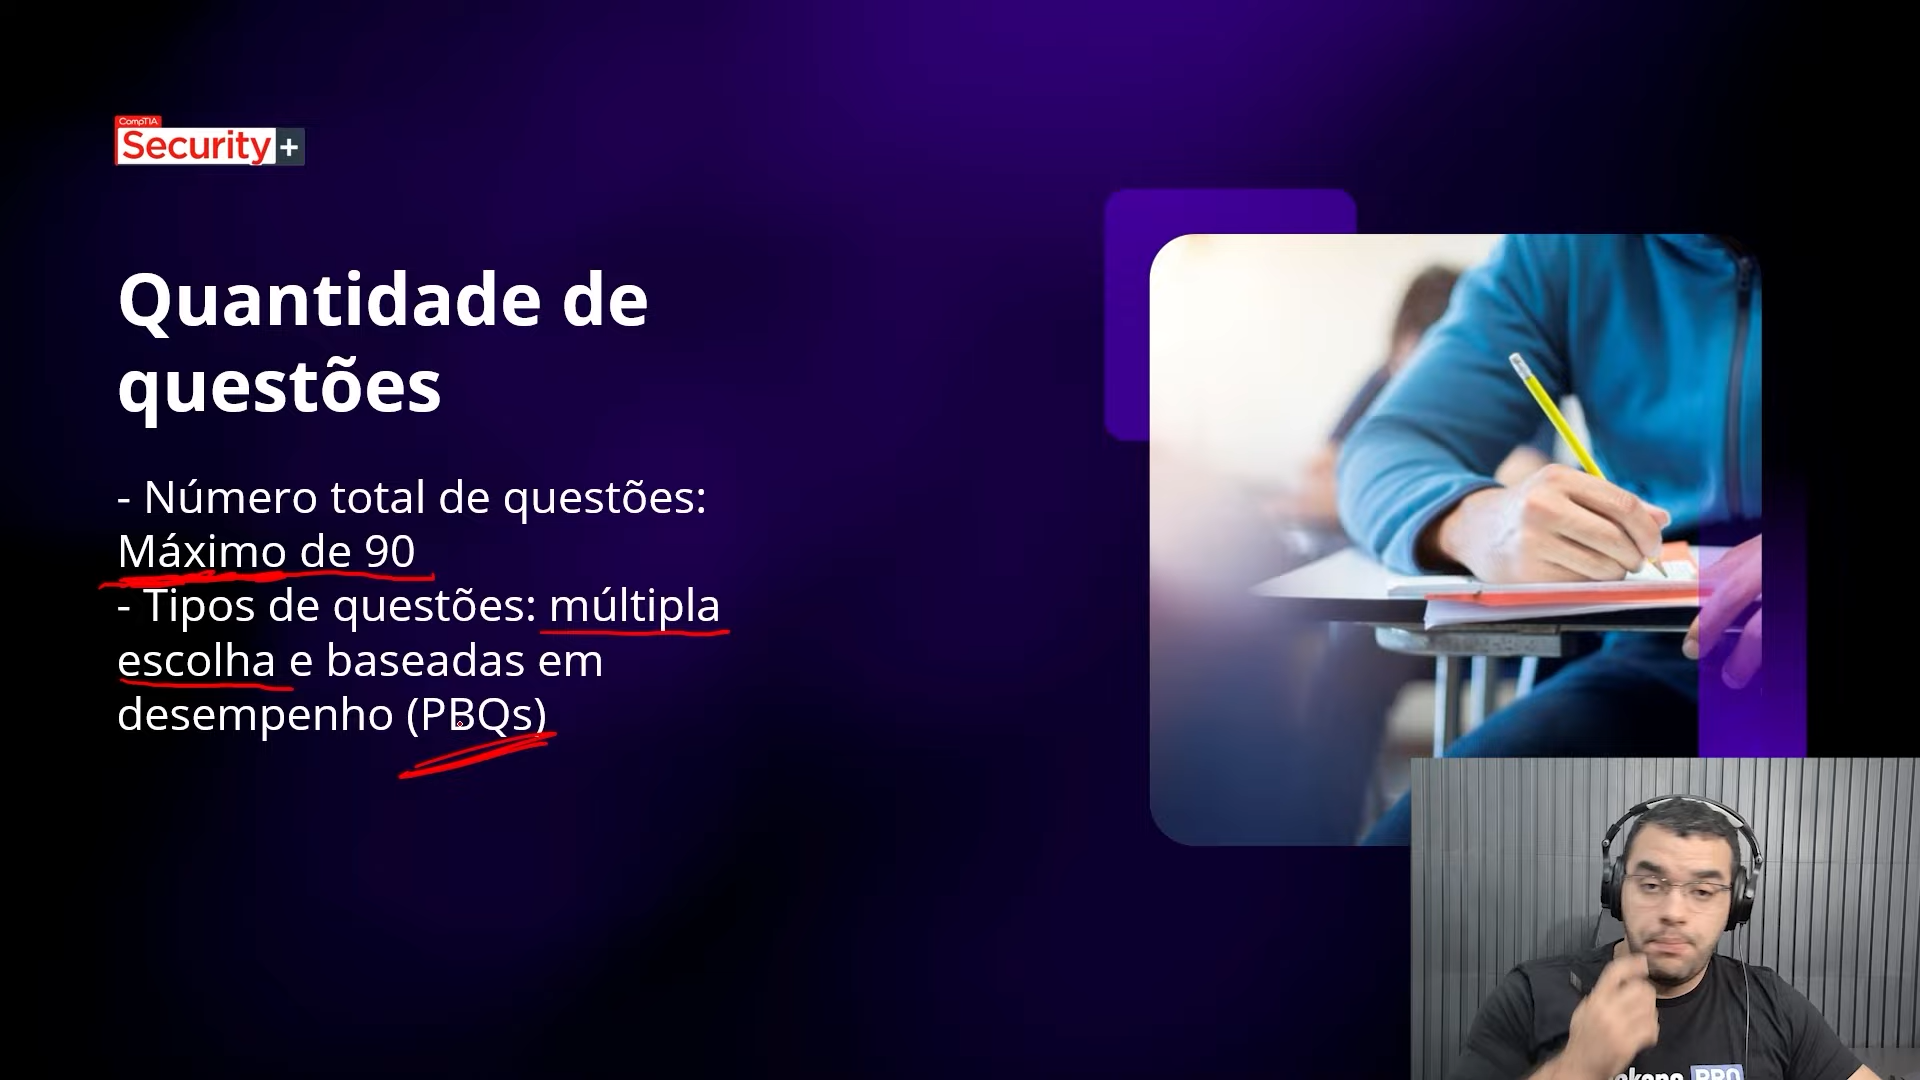 CompTIA
Security+
Quantidade de
questões
- Número total de questões:
Máximo de 90
- Tipos de questões: múltipla
escolha e baseadas em
desempenho (PBQs)
PRO